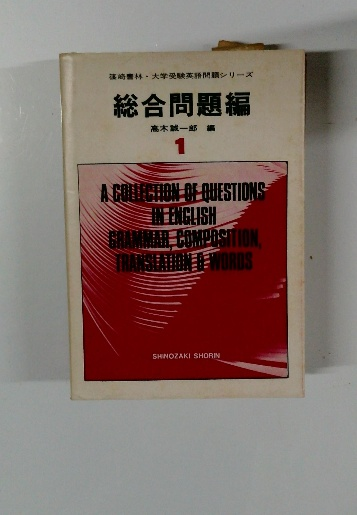 篠崎書林・大学受験英語問題シリーズ
総合問題編
高木誠一郎 編
1
A COLLECTION OF QUESTIONS
IN ENGLISH
GRAMMAR, COMPOSITION,
TRANSLATION & WORDS
SHINOZAKI SHORIN